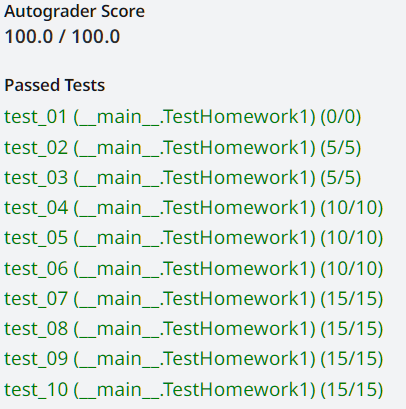 Autograder Score
100.0 / 100.0
Passed Tests
test_01 (__main__.TestHomework1) (0/0)
test_02 (__main__.TestHomework1) (5/5)
test_03 (__main__.TestHomework1) (5/5)
test_04 (__main__.TestHomework1) (10/10)
test_05 (__main__.TestHomework1) (10/10)
test_06 (__main__.TestHomework1) (10/10)
test_07 (__main__.TestHomework1) (15/15)
test_08 (__main__.TestHomework1) (15/15)
test_09 (__main__.TestHomework1) (15/15)
test_10 (__main__.TestHomework1) (15/15)